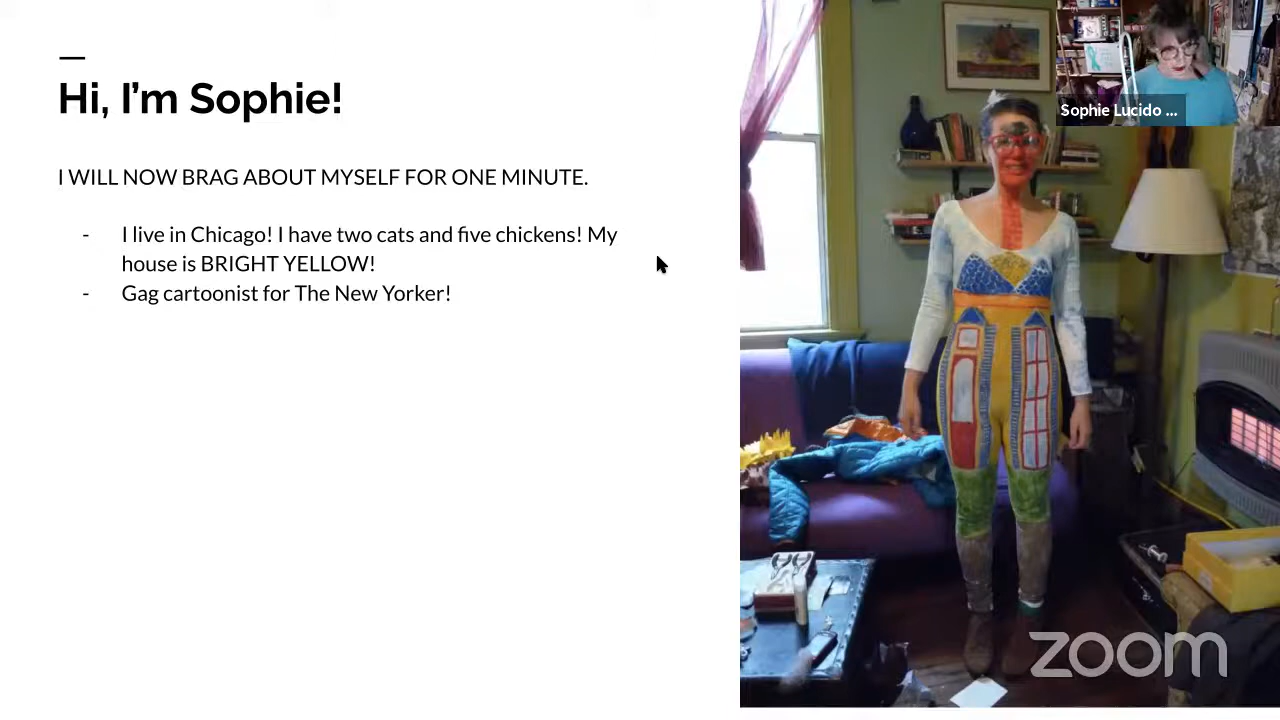 Hi, I'm Sophie!
I WILL NOW BRAG ABOUT MYSELF FOR ONE MINUTE.
- I live in Chicago! I have two cats and five chickens! My
house is BRIGHT YELLOW!
- Gag cartoonist for The New Yorker!
Sophie Lucido ...
zoom